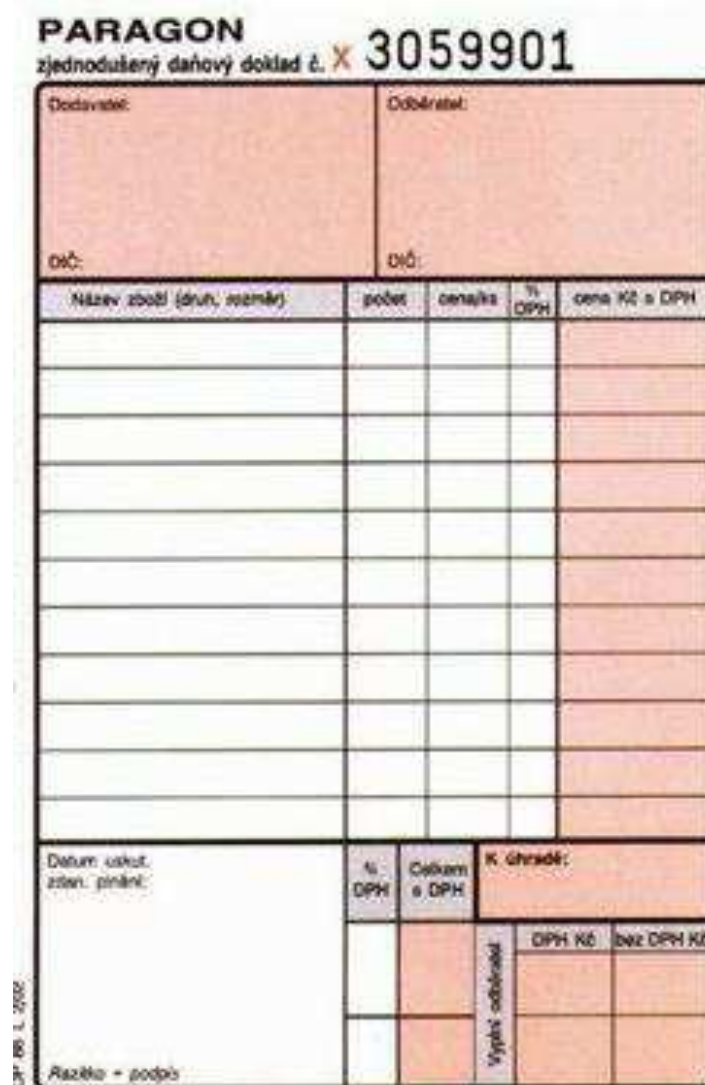 PARAGON
zjednodušený daňový doklad č. X 3059901
Dodavatel: Odběratel:
DIČ: DIČ:
Název zboží (druh, rozměr) počet cena/ks % DPH cena Kč s DPH
Datum uskut.
zdan. plnění:
% DPH Celkem s DPH K úhradě:
DPH Kč bez DPH Kč
Vyplní odběratel
Razítko + podpis